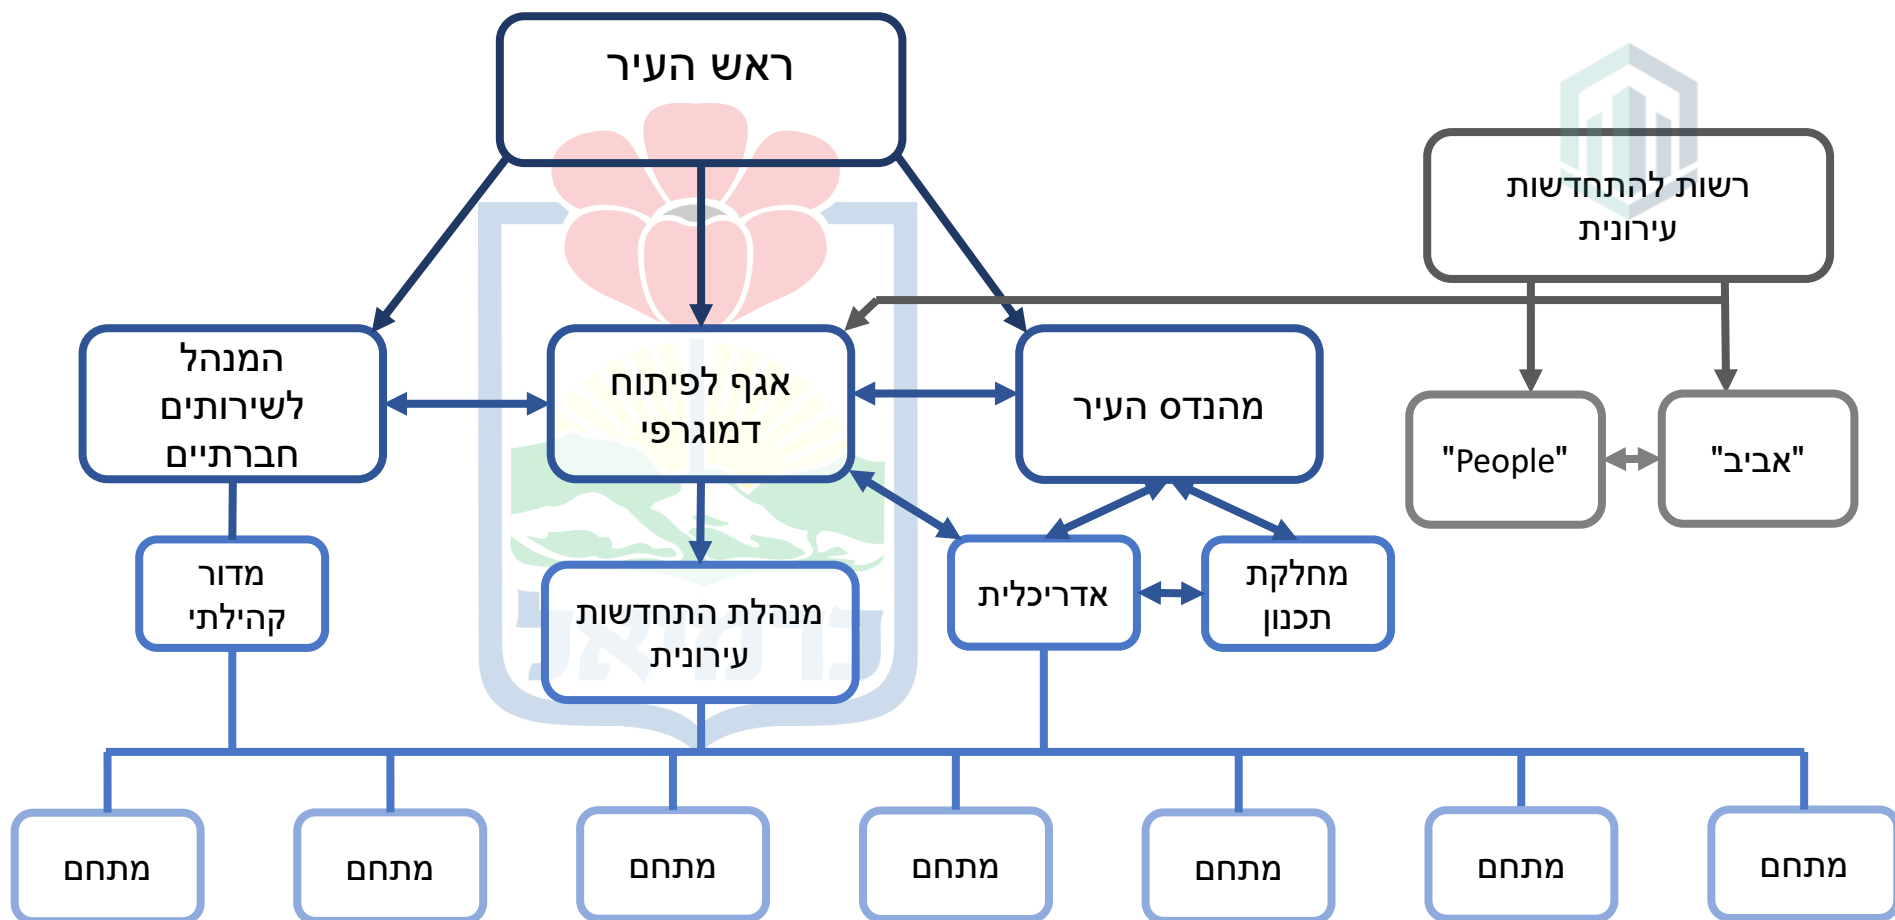 ראש העיר
רשות להתחדשות
עירונית
המנהל
לשירותים
חברתיים
אגף לפיתוח
דמוגרפי
מהנדס העיר
"People"
"אביב"
מדור
קהילתי
מנהלת התחדשות
עירונית
אדריכלית
מחלקת
תכנון
כרמיאל
מתחם
מתחם
מתחם
מתחם
מתחם
מתחם
מתחם